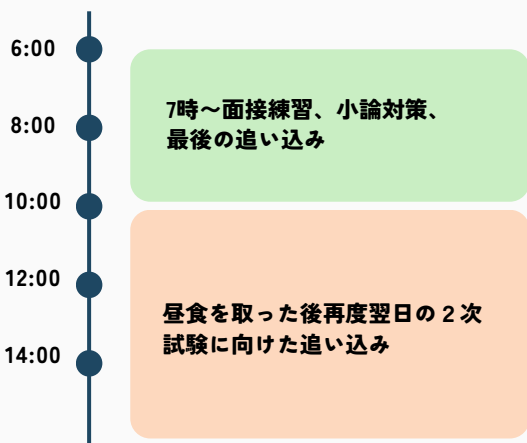 6:00
7時～面接練習、小論対策、
8:00
最後の追い込み
10:00
12:00
昼食を取った後再度翌日の２次
試験に向けた追い込み
14:00